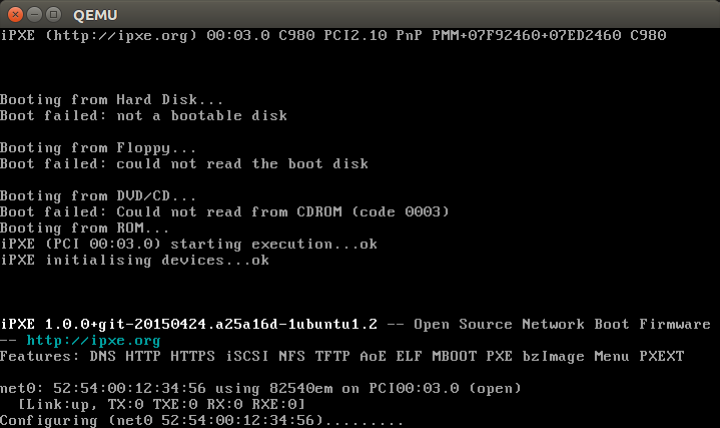 QEMU
iPXE (http://ipxe.org) 00:03.0 C980 PCI2.10 PnP PMM+07F92460+07ED2460 C980
Booting from Hard Disk...
Boot failed: not a bootable disk
Booting from Floppy...
Boot failed: could not read the boot disk
Booting from DVD/CD...
Boot failed: Could not read from CDROM (code 0003)
Booting from ROM...
iPXE (PCI 00:03.0) starting execution...ok
iPXE initialising devices...ok
iPXE 1.0.0+git-20150424.a25a16d-1ubuntu1.2 -- Open Source Network Boot Firmware
-- http://ipxe.org
Features: DNS HTTP HTTPS iSCSI NFS TFTP AoE ELF MBOOT PXE bzImage Menu PXEXT
net0: 52:54:00:12:34:56 using 82540em on PCI00:03.0 (open)
[Link:up, TX:0 TXE:0 RX:0 RXE:0]
Configuring (net0 52:54:00:12:34:56).........